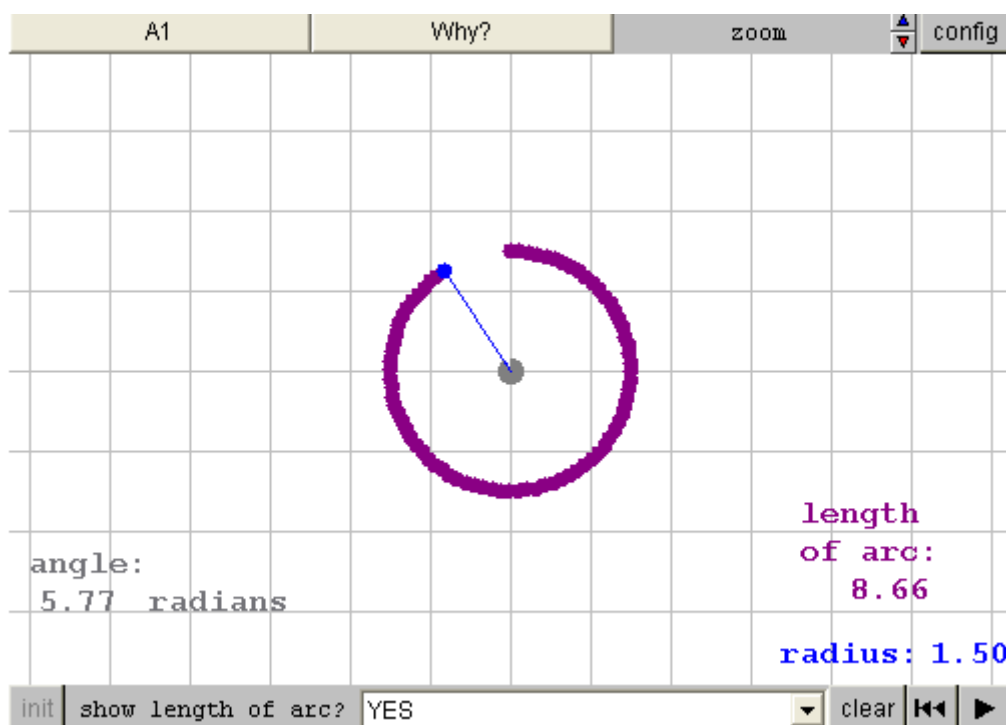 A1 Why? zoom config
length
of arc:
angle:
8.66
5.77 radians
radius: 1.50
init show length of arc? YES clear